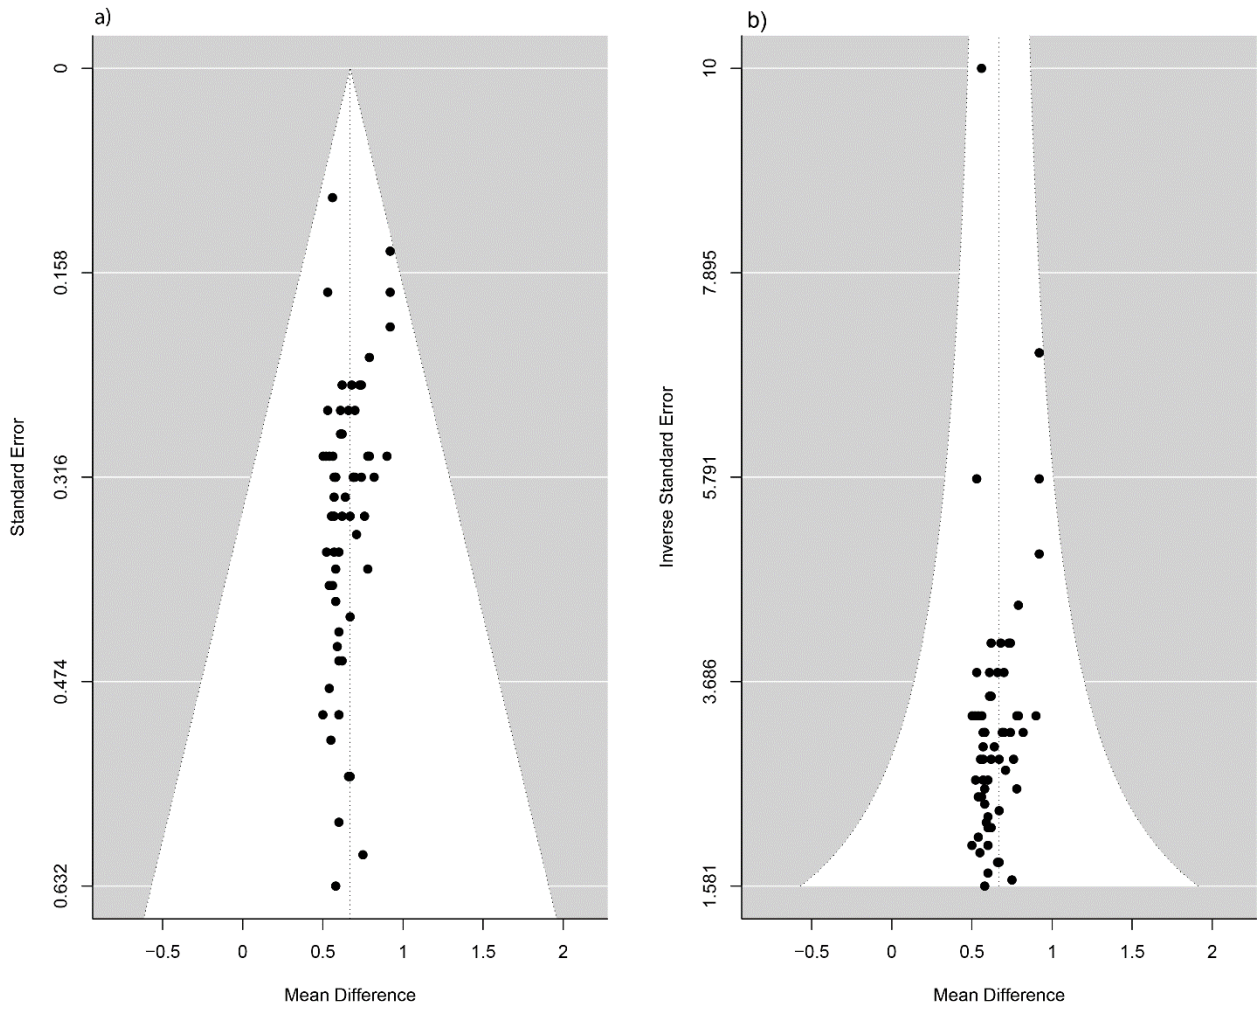 a)
0
0.158
0.316
0.474
0.632
Standard Error
−0.5 0 0.5 1 1.5 2
Mean Difference
b)
10
7.895
5.791
3.686
1.581
Inverse Standard Error
−0.5 0 0.5 1 1.5 2
Mean Difference